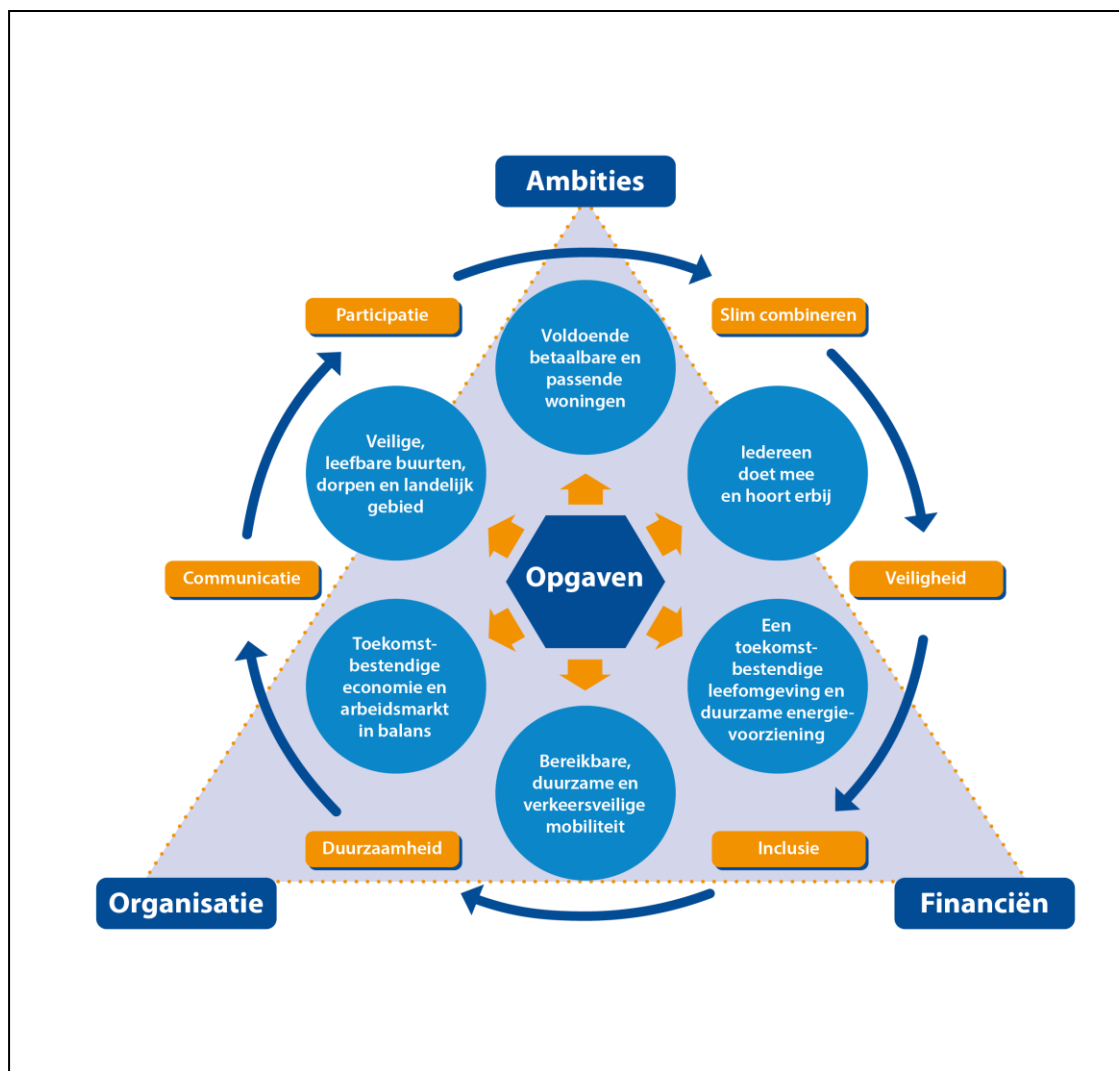 Ambities
Participatie
Slim combineren
Voldoende
betaalbare en
passende
woningen
Veilige,
leefbare buurten,
dorpen en landelijk
gebied
Iedereen
doet mee
en hoort erbij
Communicatie
Opgaven
Veiligheid
Toekomst-
bestendige
economie en
arbeidsmarkt
in balans
Een
toekomst-
bestendige
leefomgeving en
duurzame energie-
voorziening
Bereikbare,
duurzame en
verkeersveilige
mobiliteit
Duurzaamheid
Inclusie
Organisatie
Financiën